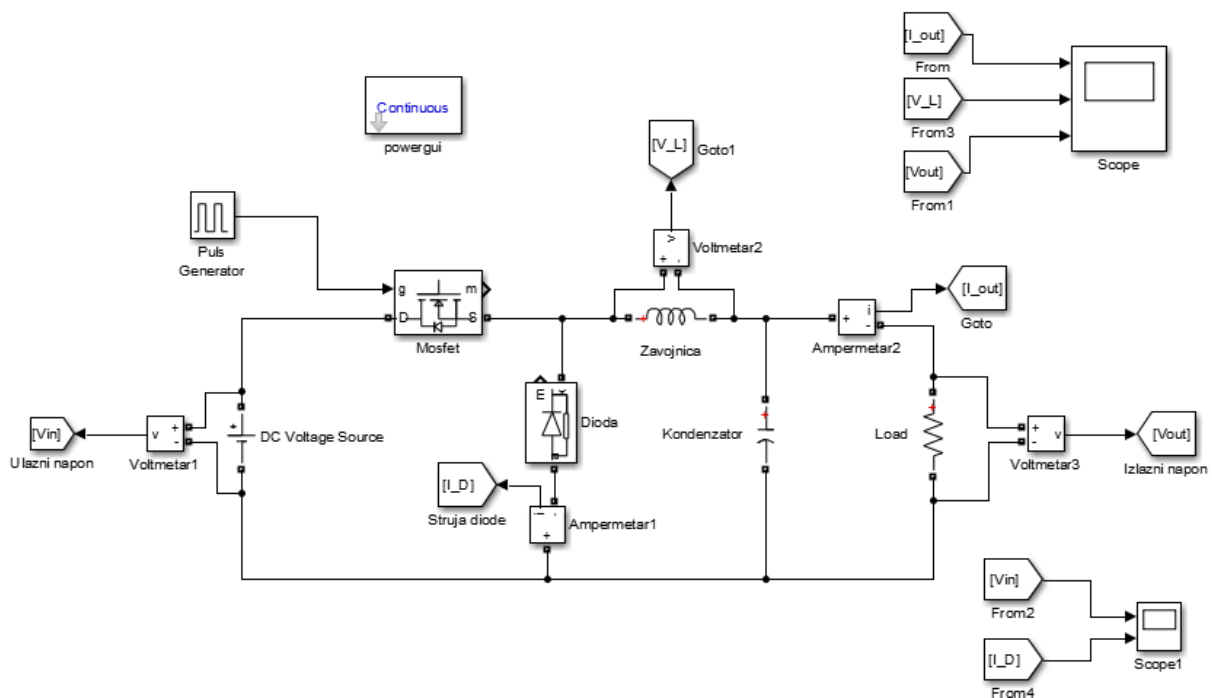 [I_out]
From
[V_L]
From3
[Vout]
From1
Scope
Continuous
powergui
[V_L]
Goto1
v
+ -
Voltmetar2
Puls
Generator
g
m
D
S
Mosfet
Zavojnica
+
i
-
Ampermetar2
[I_out]
Goto
[Vin]
Ulazni napon
v
+
-
Voltmetar1
+
DC Voltage Source
m
k
a
Dioda
+
Kondenzator
+
Load
+
-
v
Voltmetar3
[Vout]
Izlazni napon
[I_D]
Struja diode
i
-
+
Ampermetar1
[Vin]
From2
[I_D]
From4
Scope1